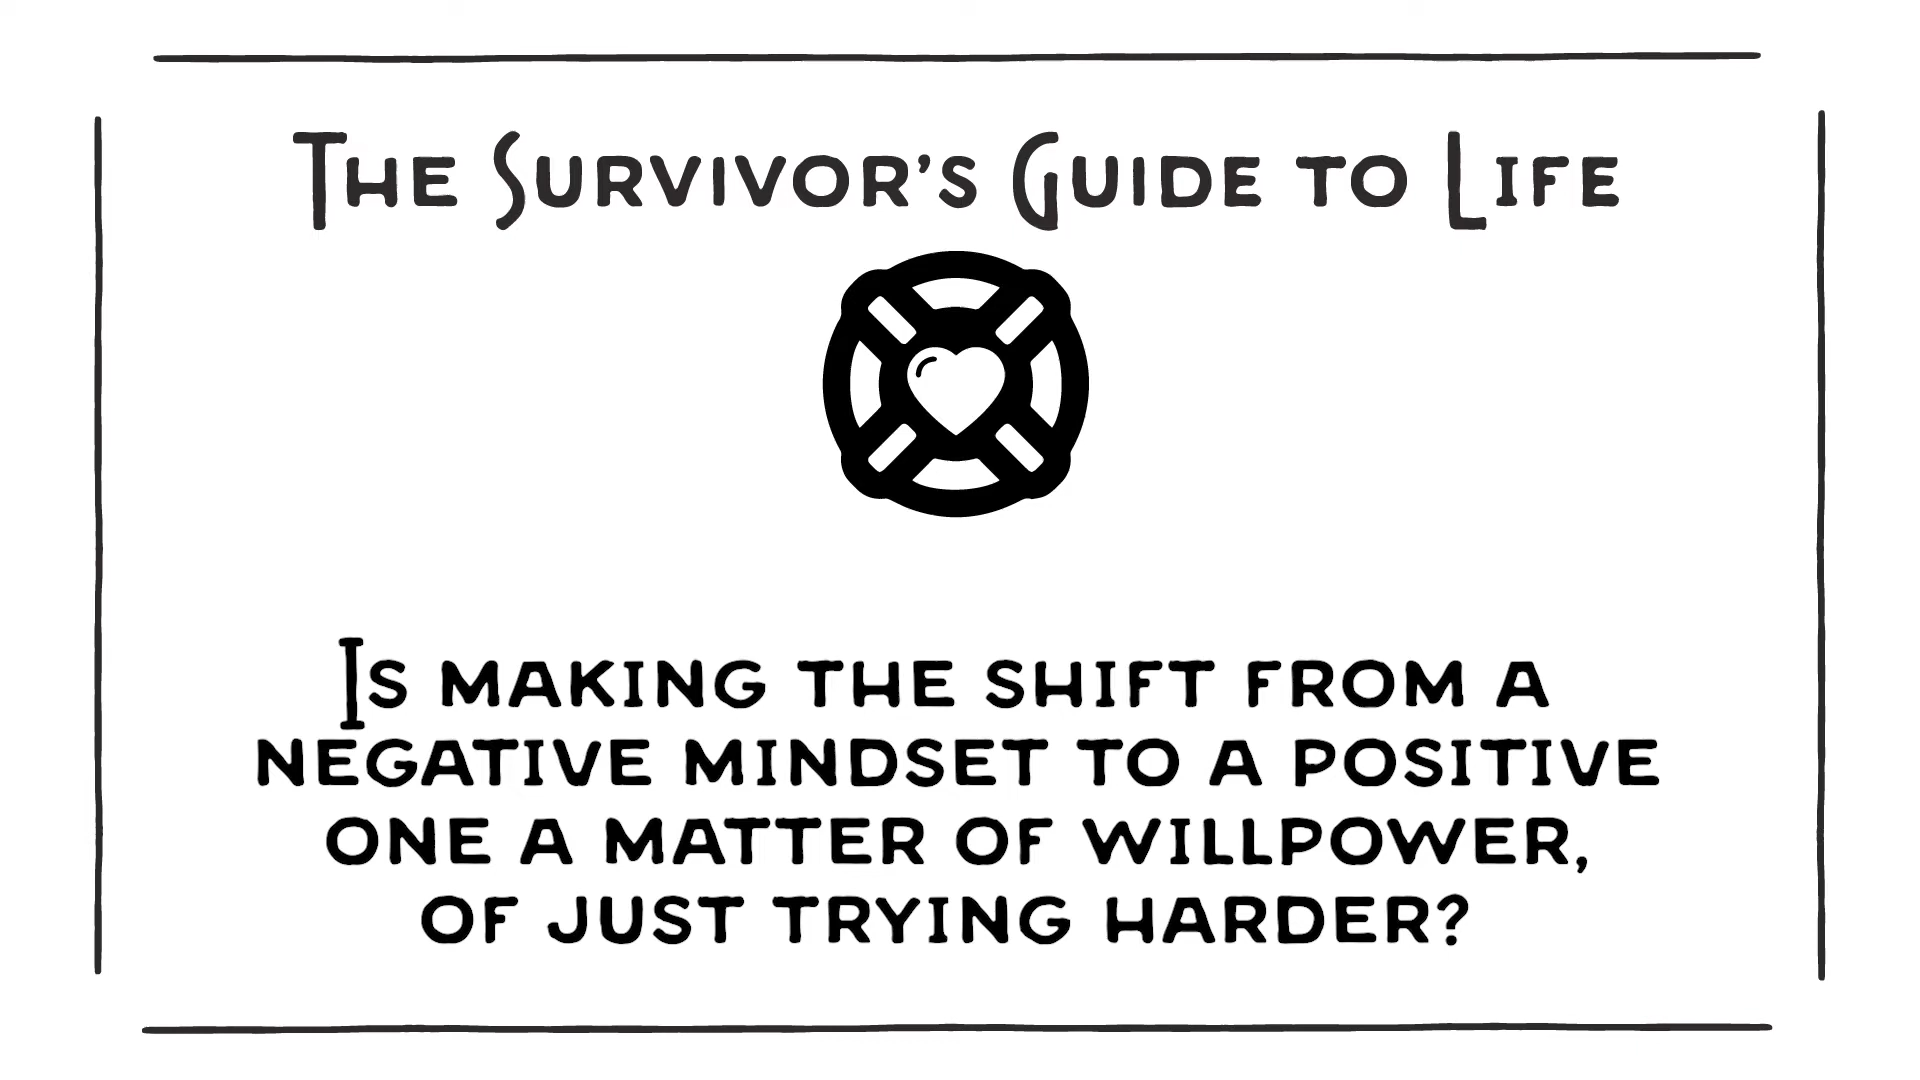 The Survivor's Guide to Life
Is making the shift from a
negative mindset to a positive
one a matter of willpower,
of just trying harder?